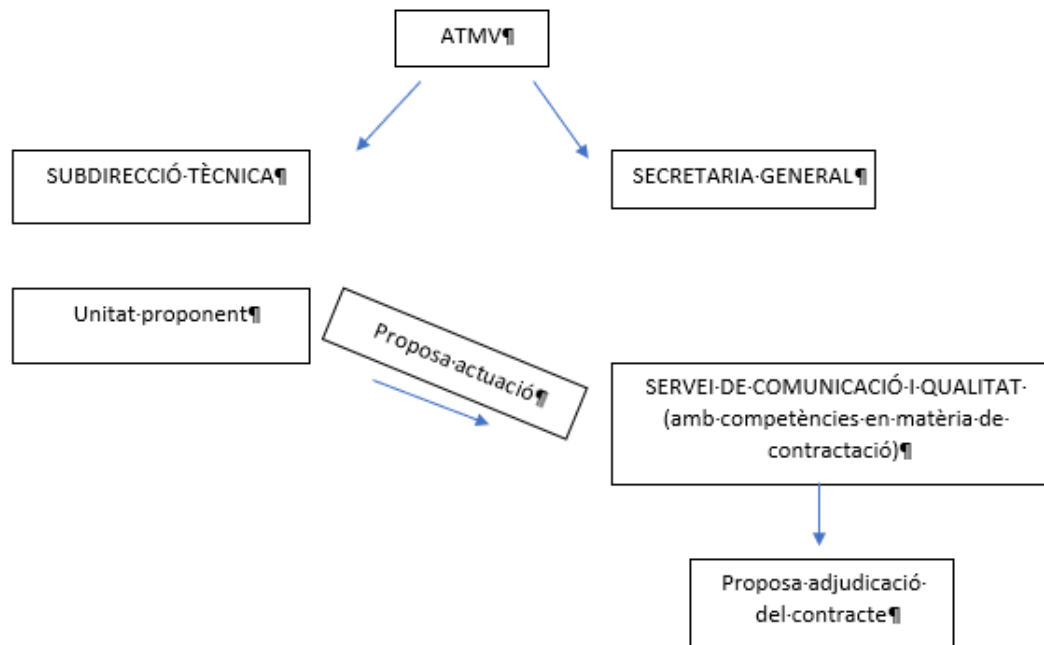 ATMV¶
SUBDIRECCIÓ·TÈCNICA¶
SECRETARIA·GENERAL¶
Unitat·proponent¶
Proposa·actuació¶
SERVEI·DE·COMUNICACIÓ·I·QUALITAT·
(amb·competències·en·matèria·de·
contractació)¶
Proposa·adjudicació·
del·contracte¶